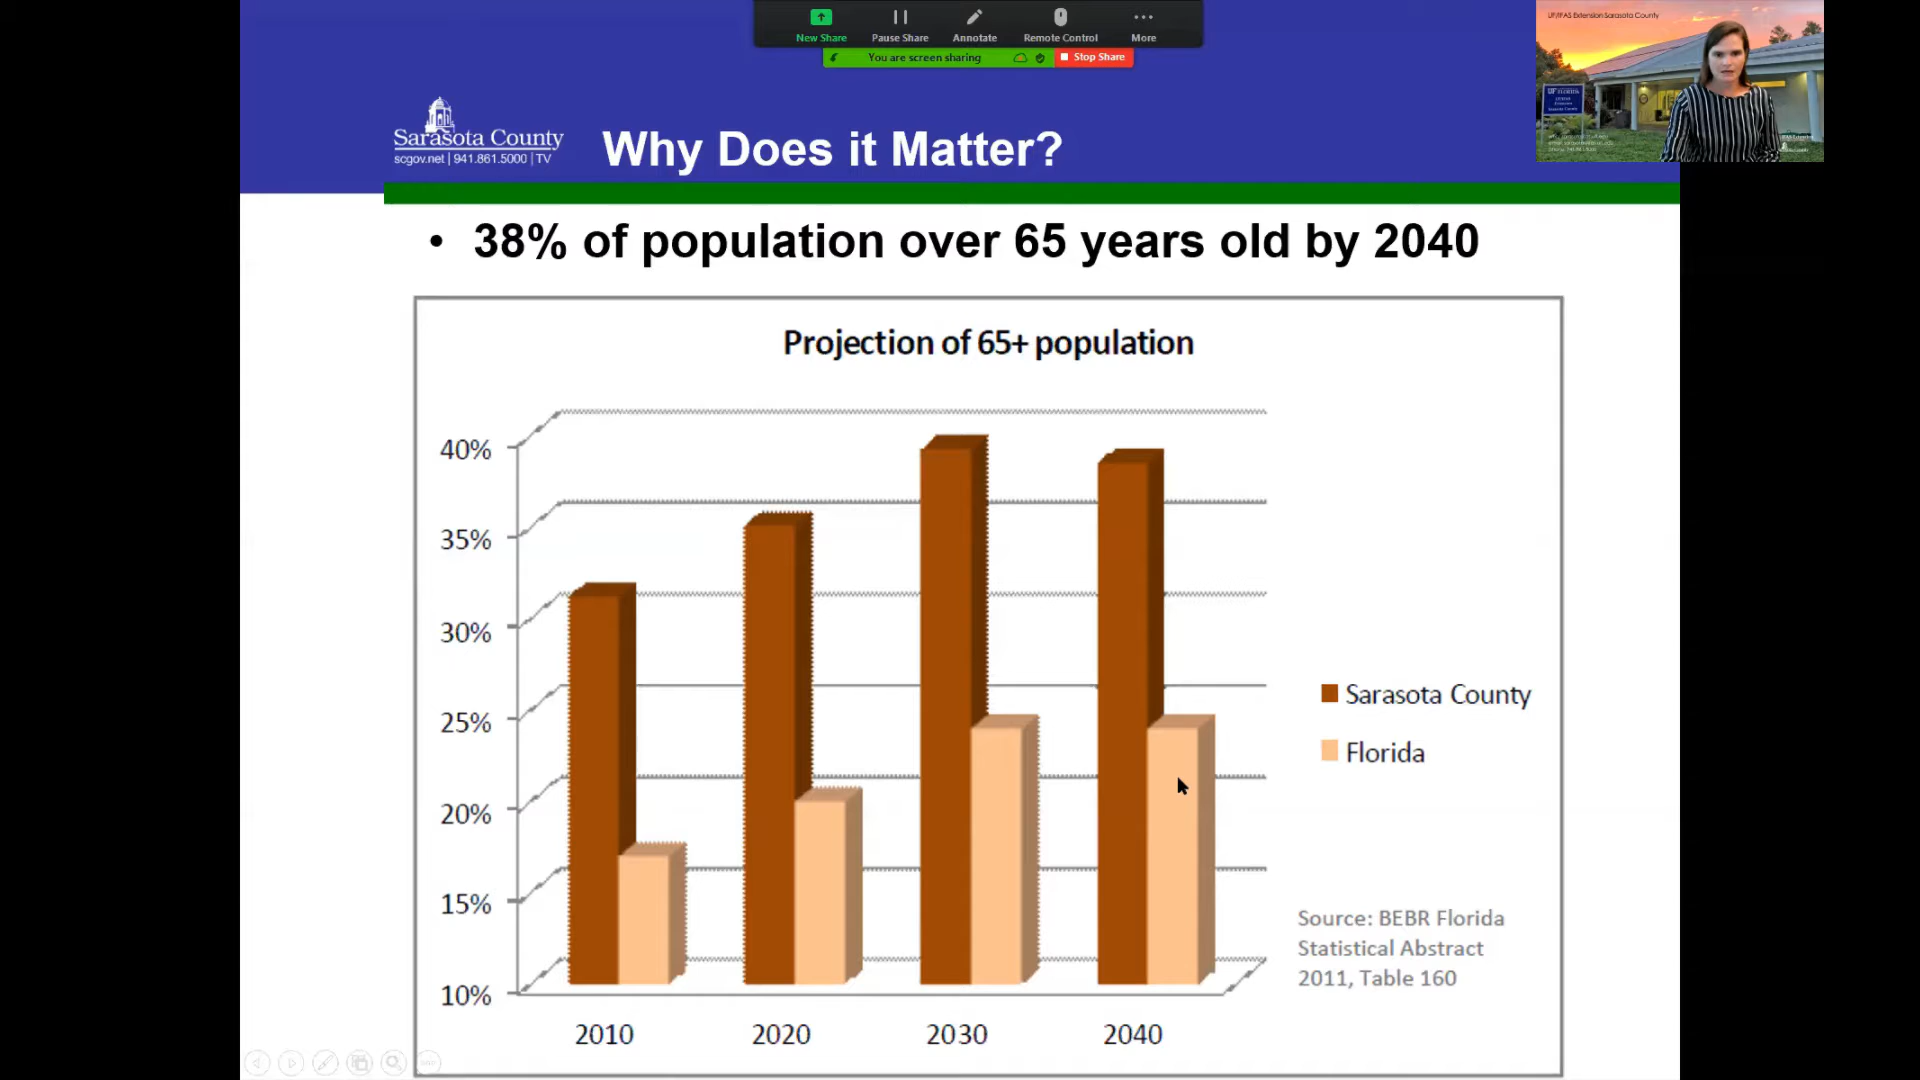 New Share
Pause Share
Annotate
Remote Control
More
You are screen sharing
Stop Share
UF/IFAS Extension Sarasota County
Sarasota County
scgov.net | 941.861.5000 | TV
Why Does it Matter?
• 38% of population over 65 years old by 2040
Projection of 65+ population
40%
35%
30%
25%
20%
15%
10%
2010
2020
2030
2040
Sarasota County
Florida
Source: BEBR Florida
Statistical Abstract
2011, Table 160